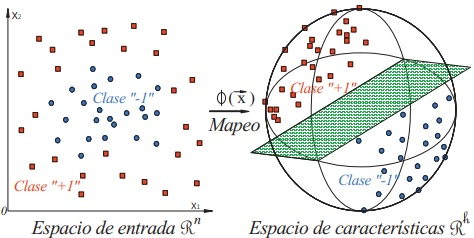 X₂
Clase "-1"
Clase "+1"
0
X₁
Espacio de entrada ℜⁿ
ϕ(x⃗)
Mapeo
Clase "+1"
Clase "-1"
Espacio de características ℜʰ